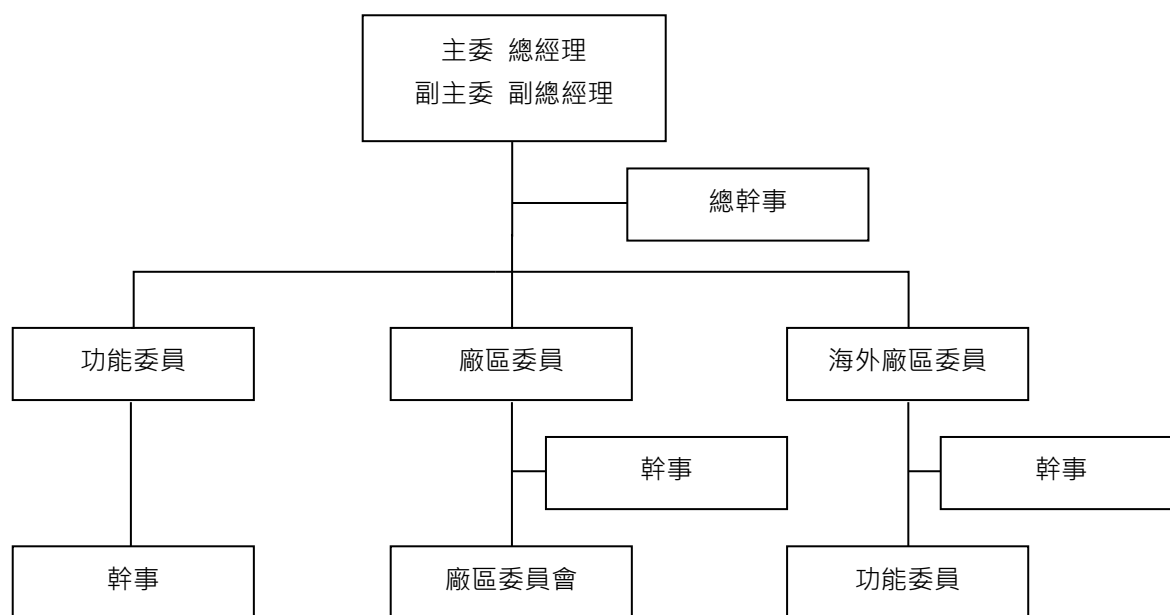 主委 總經理
副主委 副總經理
總幹事
功能委員
廠區委員
海外廠區委員
幹事
幹事
幹事
廠區委員會
功能委員